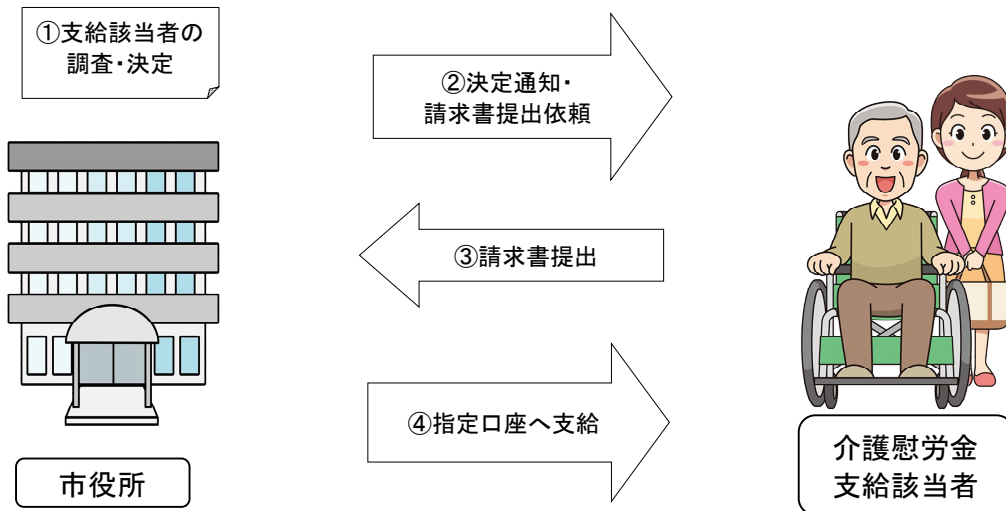 ①支給該当者の
調査・決定
②決定通知・
請求書提出依頼
③請求書提出
④指定口座へ支給
市役所
介護慰労金
支給該当者